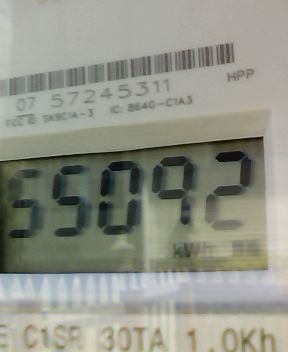 07 57245311
HPP
FCC ID: SK9C1A-3 IC: 864G-C1A3
55092
kWh
E C1SR 30TA 1.0Kh